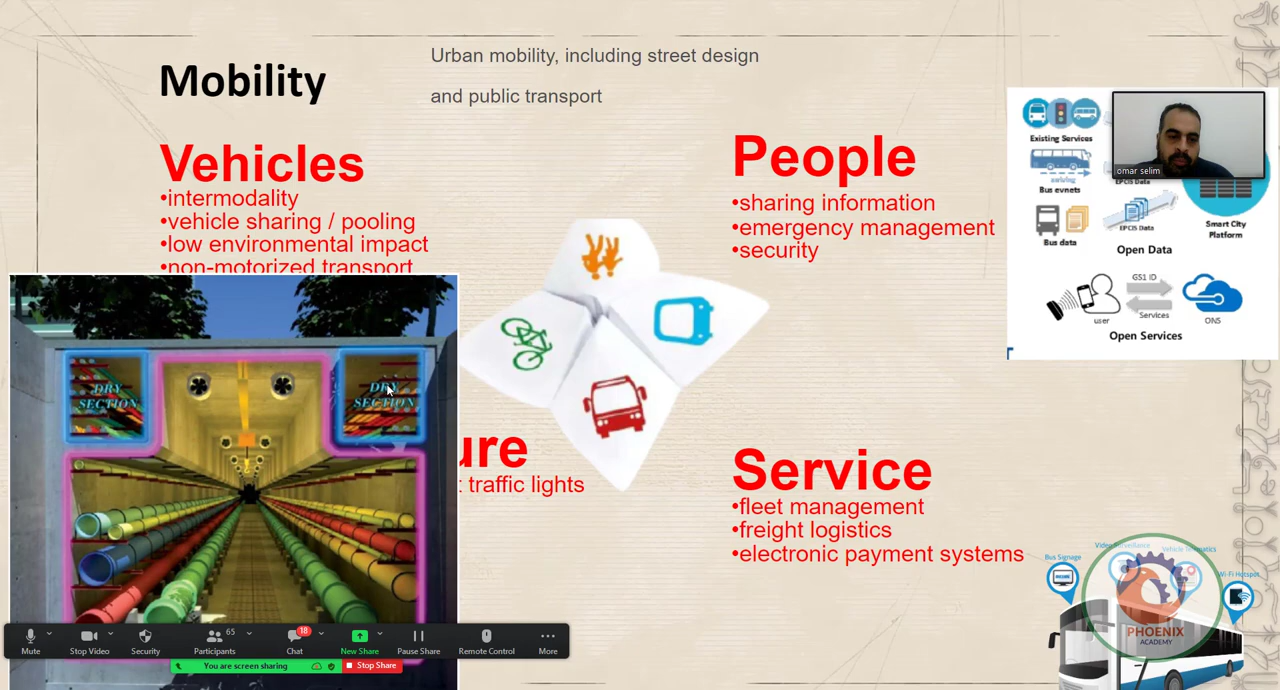 Mobility
Urban mobility, including street design
and public transport
Vehicles
•intermodality
•vehicle sharing / pooling
•low environmental impact
•non-motorized transport
People
•sharing information
•emergency management
•security
ure
t traffic lights
Service
•fleet management
•freight logistics
•electronic payment systems
DRY
SECTION
DRY
SECTION
Existing Services
omar selim
Bus evnets
EPCIS Data
Bus data
EPCIS Data
Smart City
Platform
Open Data
GS1 ID
user
Services
ONS
Open Services
Bus Signage
Wi-Fi Hotspot
PHOENIX
ACADEMY
Mute
Stop Video
Security
65
Participants
18
Chat
New Share
Pause Share
Remote Control
More
You are screen sharing
Stop Share